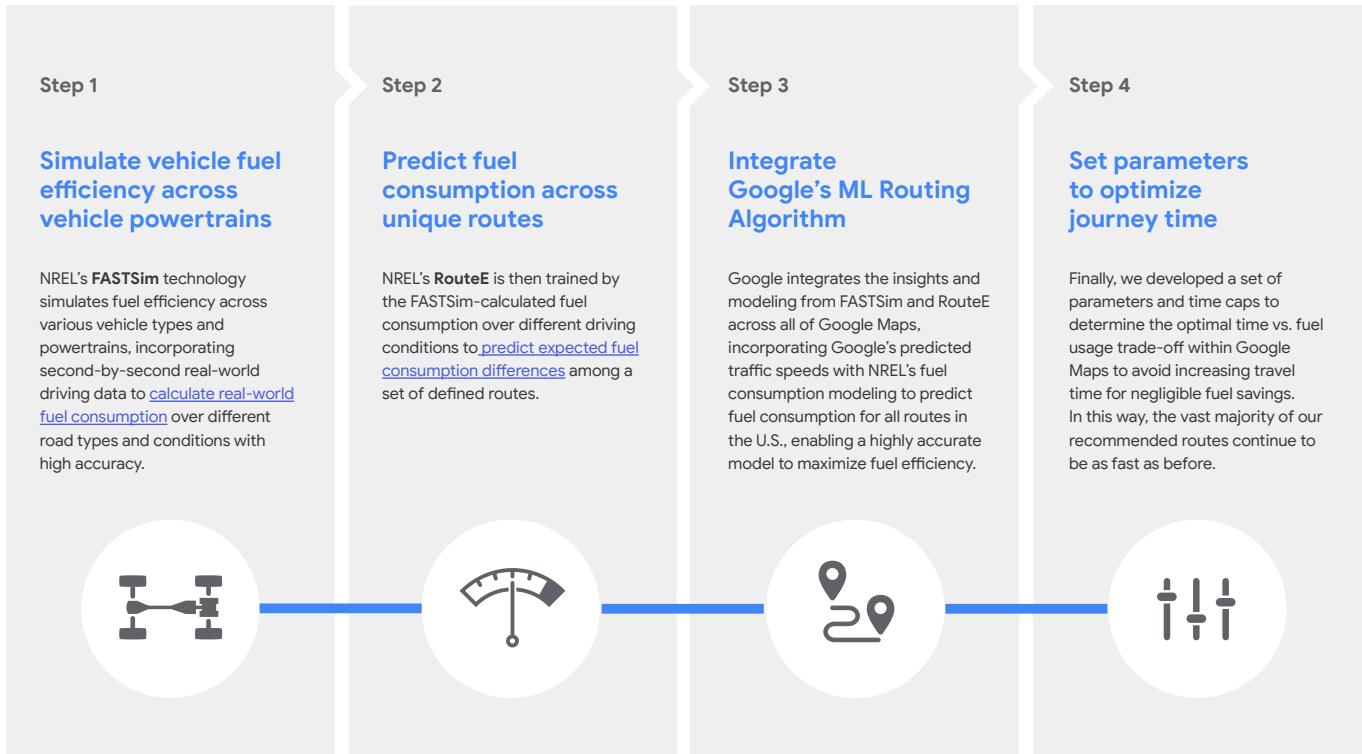 Step 1
Simulate vehicle fuel
efficiency across
vehicle powertrains
NREL’s FASTSim technology
simulates fuel efficiency across
various vehicle types and
powertrains, incorporating
second-by-second real-world
driving data to calculate real-world
fuel consumption over different
road types and conditions with
high accuracy.
Step 2
Predict fuel
consumption across
unique routes
NREL’s RouteE is then trained by
the FASTSim-calculated fuel
consumption over different driving
conditions to predict expected fuel
consumption differences among a
set of defined routes.
Step 3
Integrate
Google’s ML Routing
Algorithm
Google integrates the insights and
modeling from FASTSim and RouteE
across all of Google Maps,
incorporating Google’s predicted
traffic speeds with NREL’s fuel
consumption modeling to predict
fuel consumption for all routes in
the U.S., enabling a highly accurate
model to maximize fuel efficiency.
Step 4
Set parameters
to optimize
journey time
Finally, we developed a set of
parameters and time caps to
determine the optimal time vs. fuel
usage trade-off within Google
Maps to avoid increasing travel
time for negligible fuel savings.
In this way, the vast majority of our
recommended routes continue to
be as fast as before.